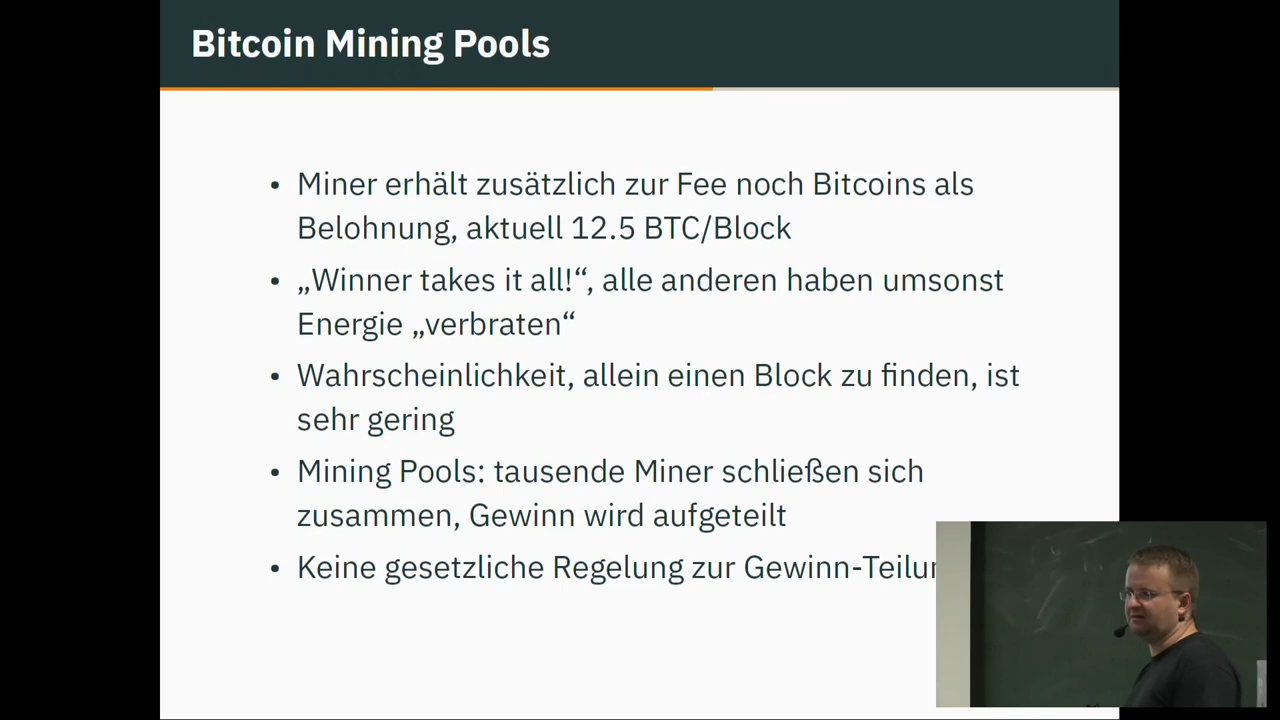 Bitcoin Mining Pools
• Miner erhält zusätzlich zur Fee noch Bitcoins als
Belohnung, aktuell 12.5 BTC/Block
• „Winner takes it all!“, alle anderen haben umsonst
Energie „verbraten“
• Wahrscheinlichkeit, allein einen Block zu finden, ist
sehr gering
• Mining Pools: tausende Miner schließen sich
zusammen, Gewinn wird aufgeteilt
• Keine gesetzliche Regelung zur